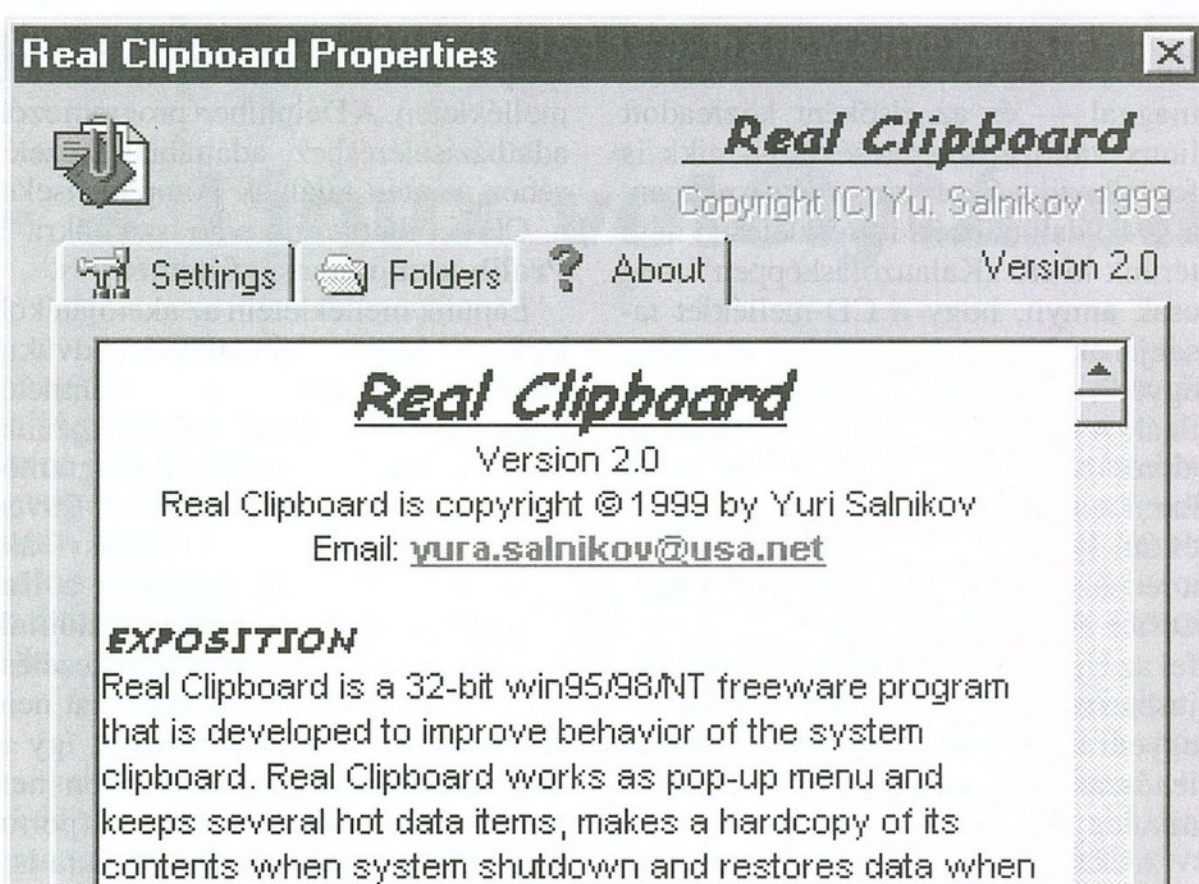 Real Clipboard Properties
Real Clipboard
Copyright (C) Yu. Salnikov 1999
Settings
Folders
About
Version 2.0
Real Clipboard
Version 2.0
Real Clipboard is copyright © 1999 by Yuri Salnikov
Email: yura.salnikov@usa.net
EXPOSITION
Real Clipboard is a 32-bit win95/98/NT freeware program
that is developed to improve behavior of the system
clipboard. Real Clipboard works as pop-up menu and
keeps several hot data items, makes a hardcopy of its
contents when system shutdown and restores data when